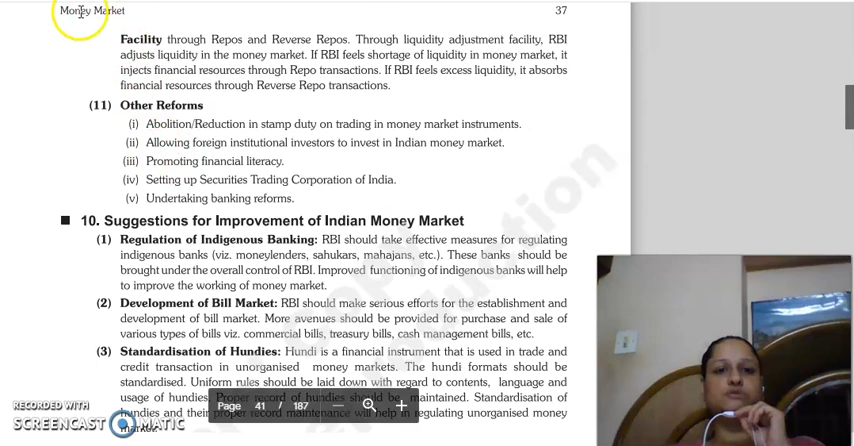 Money Market 37
Facility through Repos and Reverse Repos. Through liquidity adjustment facility, RBI
adjusts liquidity in the money market. If RBI feels shortage of liquidity in money market, it
injects financial resources through Repo transactions. If RBI feels excess liquidity, it absorbs
financial resources through Reverse Repo transactions.
(11) Other Reforms
(i) Abolition/Reduction in stamp duty on trading in money market instruments.
(ii) Allowing foreign institutional investors to invest in Indian money market.
(iii) Promoting financial literacy.
(iv) Setting up Securities Trading Corporation of India.
(v) Undertaking banking reforms.
10. Suggestions for Improvement of Indian Money Market
(1) Regulation of Indigenous Banking: RBI should take effective measures for regulating
indigenous banks (viz. moneylenders, sahukars, mahajans, etc.). These banks should be
brought under the overall control of RBI. Improved functioning of indigenous banks will help
to improve the working of money market.
(2) Development of Bill Market: RBI should make serious efforts for the establishment and
development of bill market. More avenues should be provided for purchase and sale of
various types of bills viz. commercial bills, treasury bills, cash management bills, etc.
(3) Standardisation of Hundies: Hundi is a financial instrument that is used in trade and
credit transaction in unorganised money markets. The hundi formats should be
standardised. Uniform rules should be laid down with regard to contents, language and
usage of hundies. Proper record of hundies should be maintained. Standardisation of
hundies and their proper record maintenance will help in regulating unorganised money
market.
Page 41 / 187
RECORDED WITH
SCREENCAST MATIC